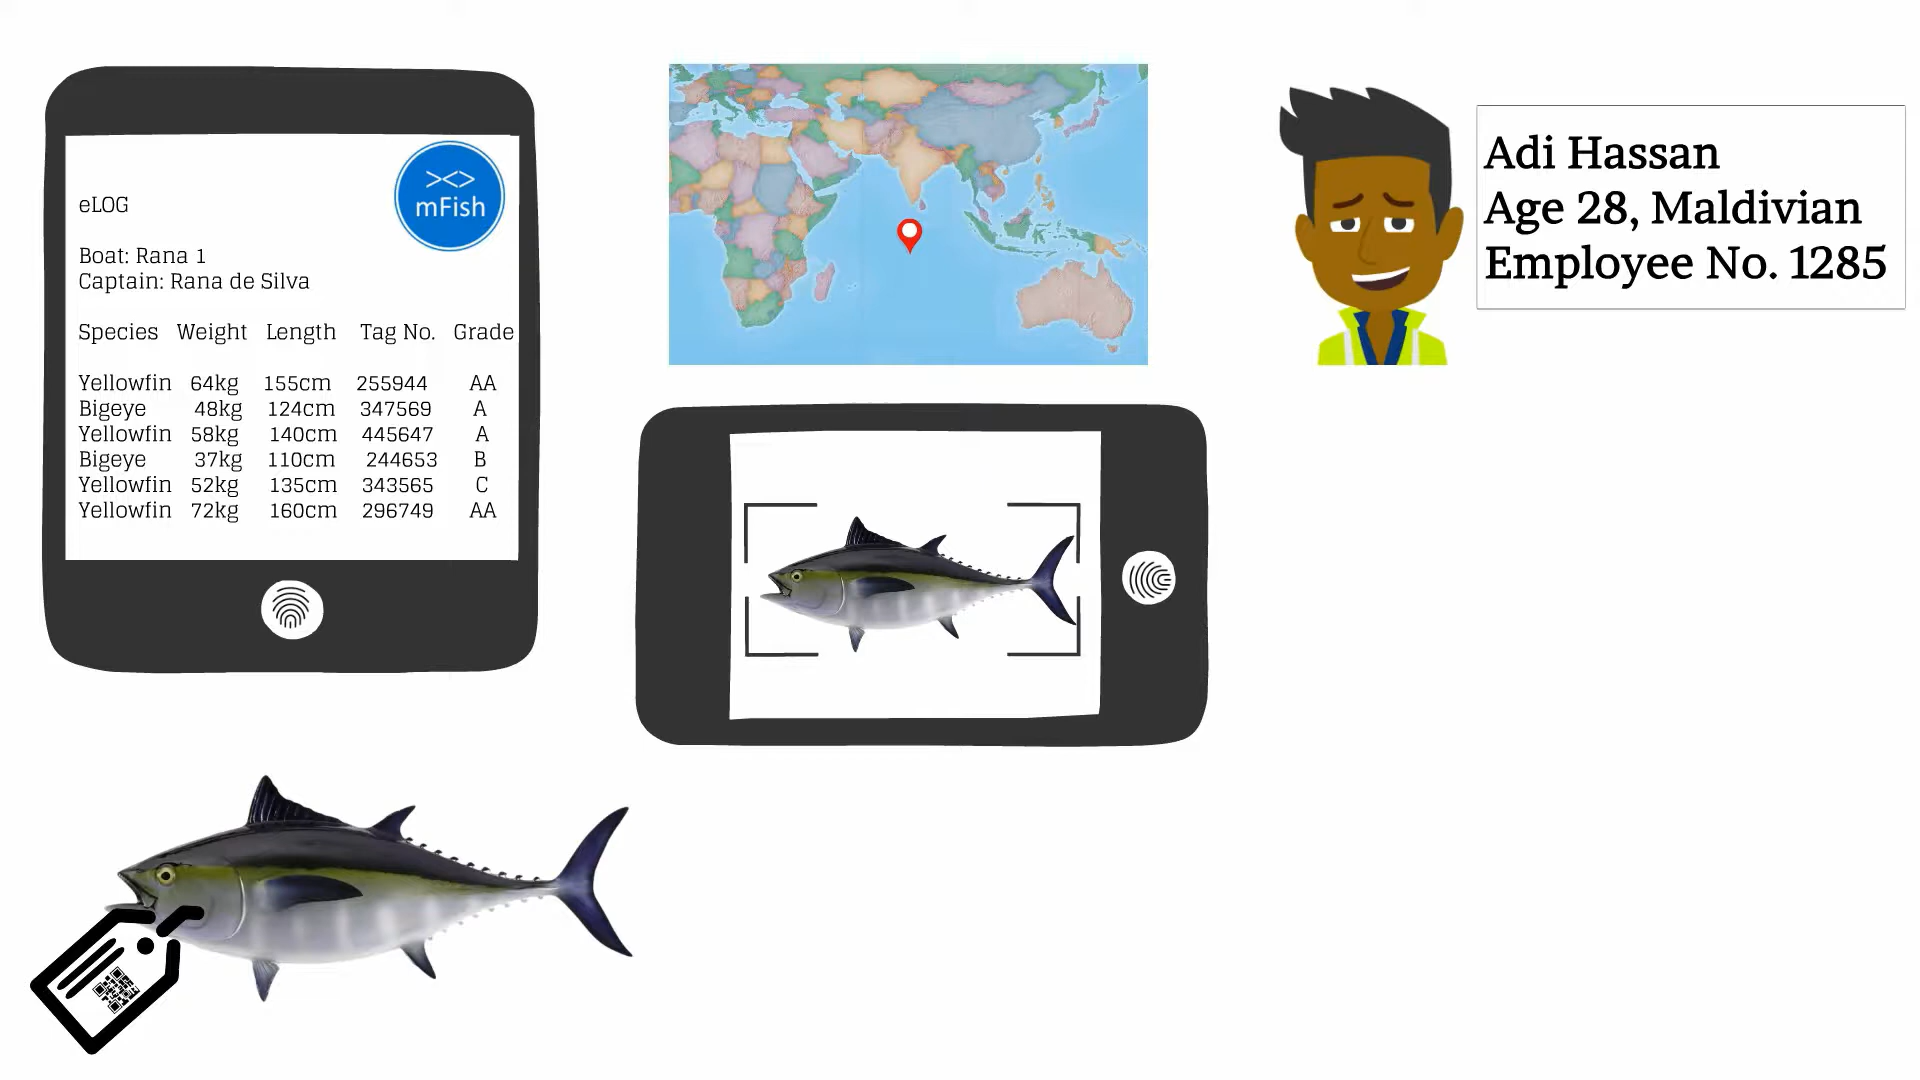 eLOG
><>
mFish
Boat: Rana 1
Captain: Rana de Silva
Species Weight Length Tag No. Grade
Yellowfin 64kg 155cm 255944 AA
Bigeye 48kg 124cm 347569 A
Yellowfin 58kg 140cm 445647 A
Bigeye 37kg 110cm 244653 B
Yellowfin 52kg 135cm 343565 C
Yellowfin 72kg 160cm 296749 AA
Adi Hassan
Age 28, Maldivian
Employee No. 1285